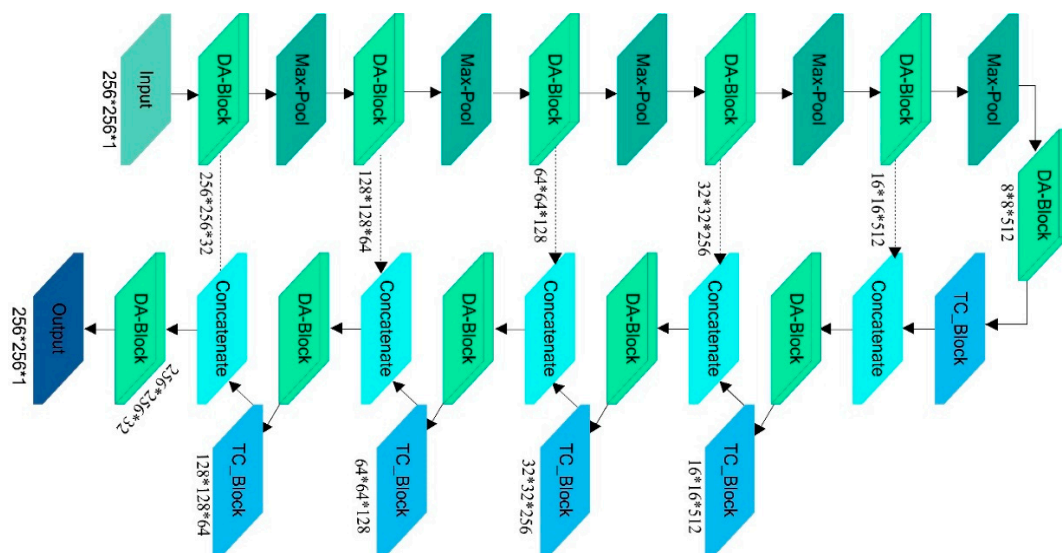 Input
256*256*1
DA-Block
256*256*32
Max-Pool
DA-Block
128*128*64
Max-Pool
DA-Block
64*64*128
Max-Pool
DA-Block
32*32*256
Max-Pool
DA-Block
16*16*512
Max-Pool
DA-Block
8*8*512
TC_Block
Concatenate
DA-Block
TC_Block
16*16*512
Concatenate
DA-Block
TC_Block
32*32*256
Concatenate
DA-Block
TC_Block
64*64*128
Concatenate
DA-Block
TC_Block
128*128*64
Concatenate
DA-Block
256*256*32
Output
256*256*1